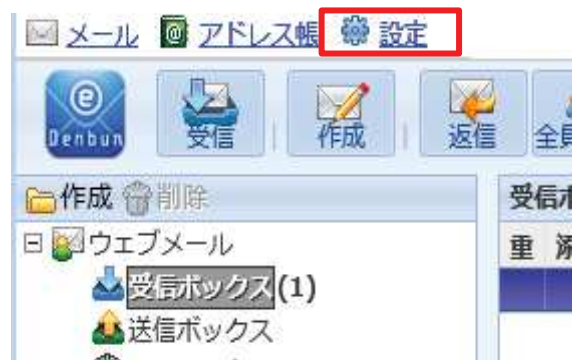 メール アドレス帳 設定
e Denbun 受信 作成 返信 全員
作成 削除 受信ボ
ウェブメール 重 添
受信ボックス(1)
送信ボックス